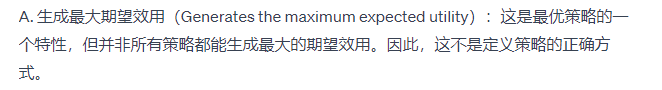 A. 生成最大期望效用（Generates the maximum expected utility）：这是最优策略的一
个特性，但并非所有策略都能生成最大的期望效用。因此，这不是定义策略的正确方
式。